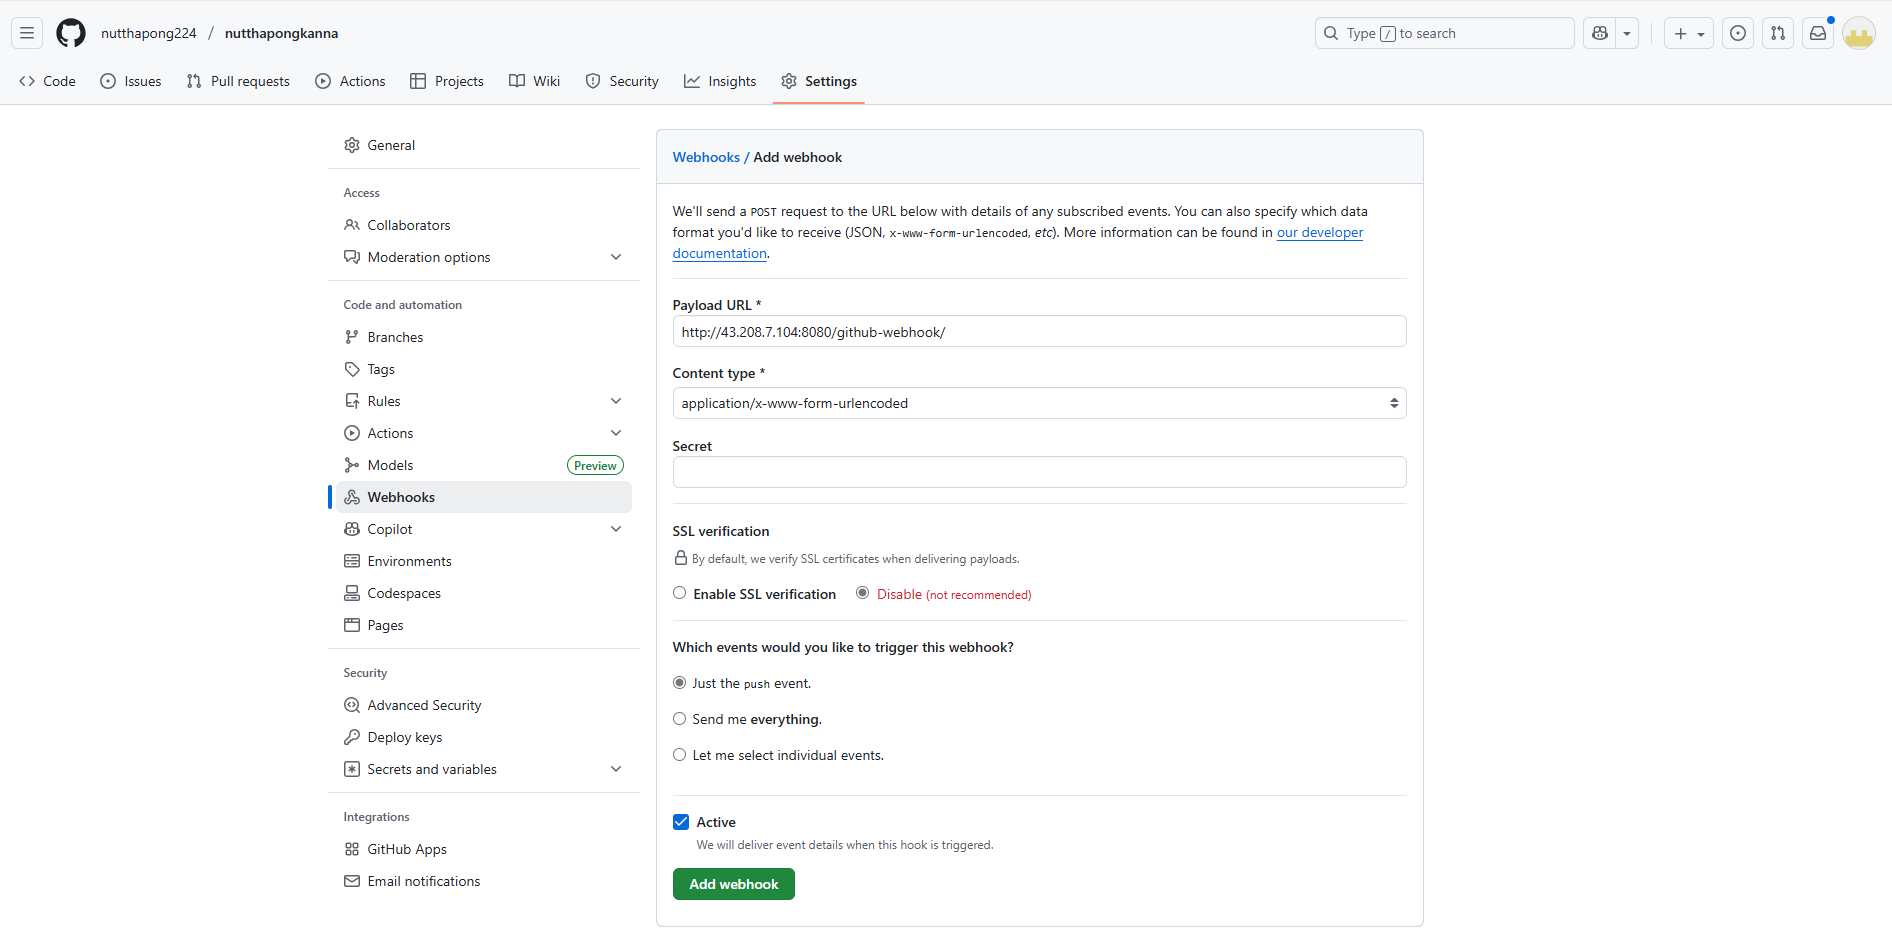 nutthapong224 / nutthapongkanna
Type / to search
Code Issues Pull requests Actions Projects Wiki Security Insights Settings
General
Access
Collaborators
Moderation options
Code and automation
Branches
Tags
Rules
Actions
Models Preview
Webhooks
Copilot
Environments
Codespaces
Pages
Security
Advanced Security
Deploy keys
Secrets and variables
Integrations
GitHub Apps
Email notifications
Webhooks / Add webhook
We'll send a POST request to the URL below with details of any subscribed events. You can also specify which data
format you'd like to receive (JSON, x-www-form-urlencoded, etc). More information can be found in our developer
documentation.
Payload URL *
http://43.208.7.104:8080/github-webhook/
Content type *
application/x-www-form-urlencoded
Secret
SSL verification
By default, we verify SSL certificates when delivering payloads.
Enable SSL verification Disable (not recommended)
Which events would you like to trigger this webhook?
Just the push event.
Send me everything.
Let me select individual events.
Active
We will deliver event details when this hook is triggered.
Add webhook